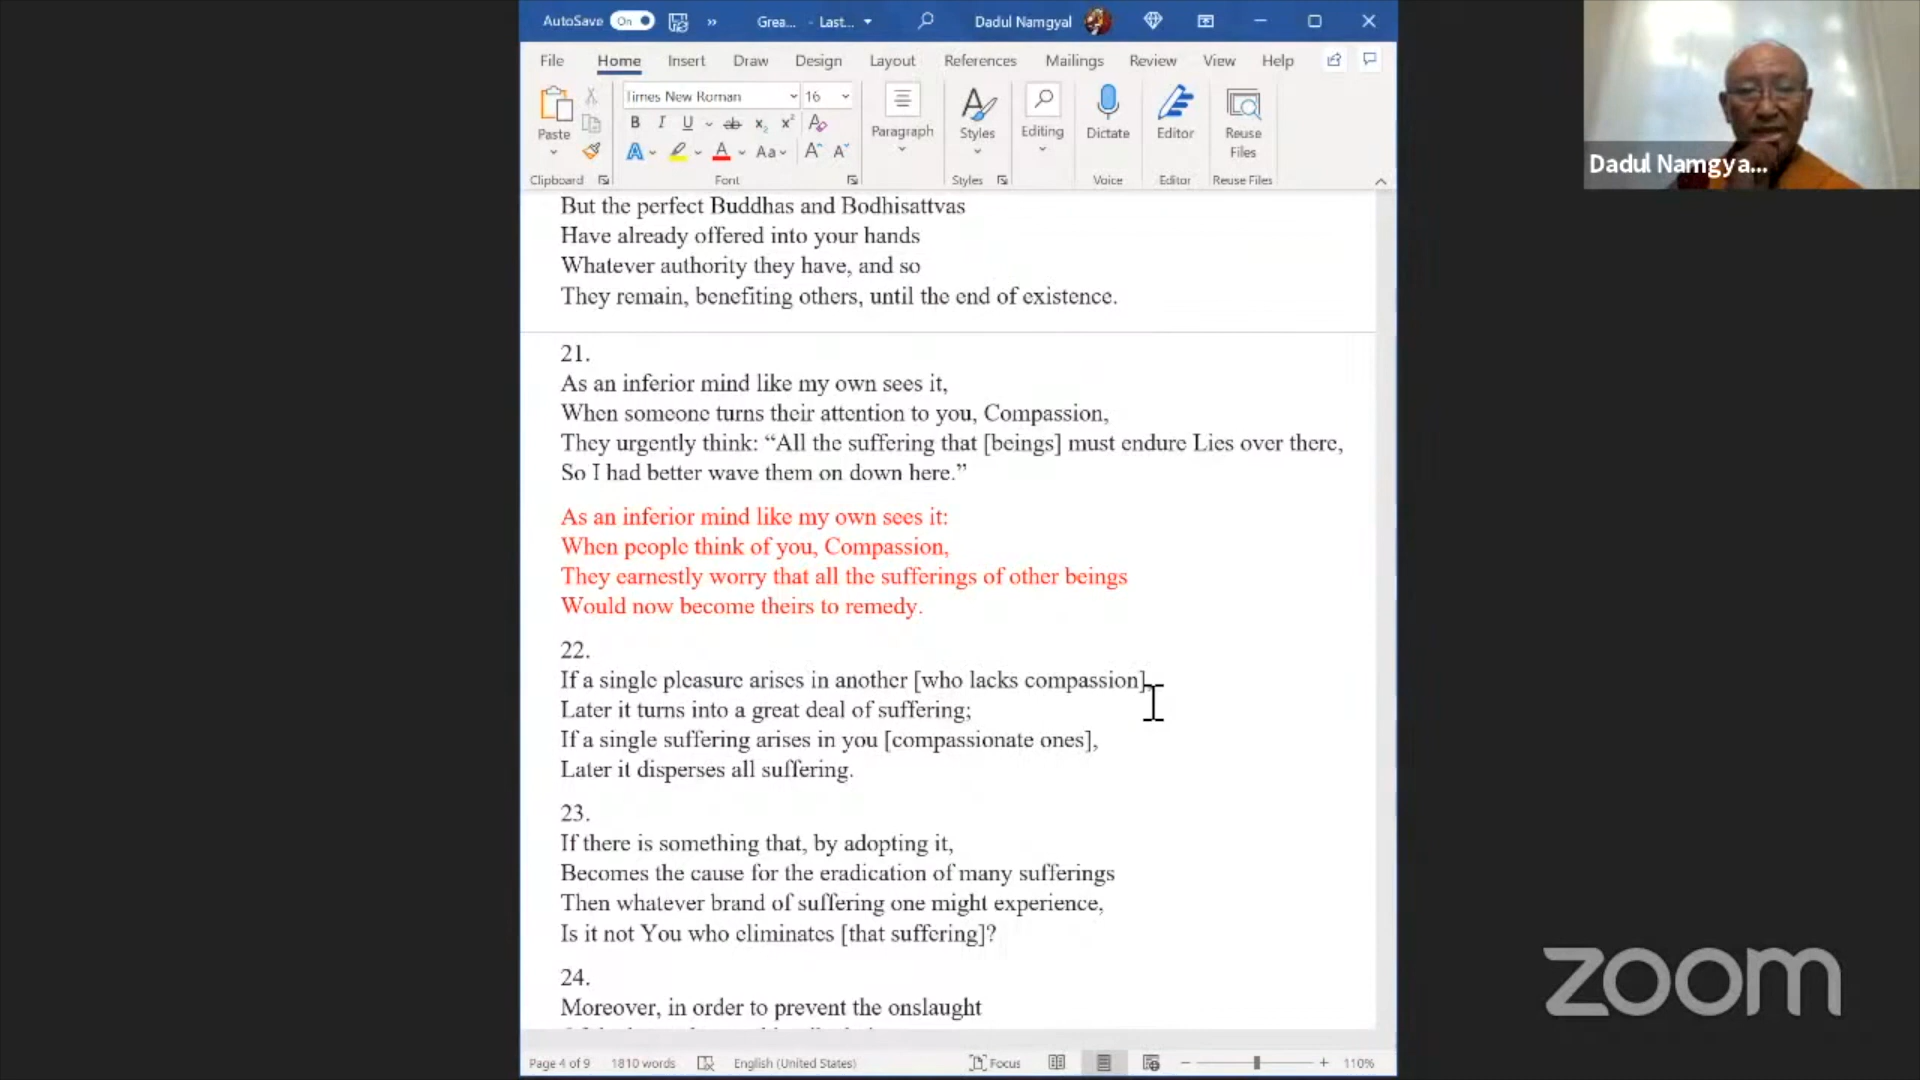 AutoSave On » Grea... - Last... Dadul Namgyal
File Home Insert Draw Design Layout References Mailings Review View Help
Times New Roman 16
Paste B I U ab x₂ x² A Paragraph Styles Editing Dictate Editor Reuse Files
A A Aa A A
Clipboard Font Styles Voice Editor Reuse Files
Dadul Namgya...
But the perfect Buddhas and Bodhisattvas
Have already offered into your hands
Whatever authority they have, and so
They remain, benefiting others, until the end of existence.
21.
As an inferior mind like my own sees it,
When someone turns their attention to you, Compassion,
They urgently think: “All the suffering that [beings] must endure Lies over there,
So I had better wave them on down here.”
As an inferior mind like my own sees it:
When people think of you, Compassion,
They earnestly worry that all the sufferings of other beings
Would now become theirs to remedy.
22.
If a single pleasure arises in another [who lacks compassion],
Later it turns into a great deal of suffering;
If a single suffering arises in you [compassionate ones],
Later it disperses all suffering.
23.
If there is something that, by adopting it,
Becomes the cause for the eradication of many sufferings
Then whatever brand of suffering one might experience,
Is it not You who eliminates [that suffering]?
24.
Moreover, in order to prevent the onslaught
Page 4 of 9 1810 words English (United States) Focus 110%
zoom